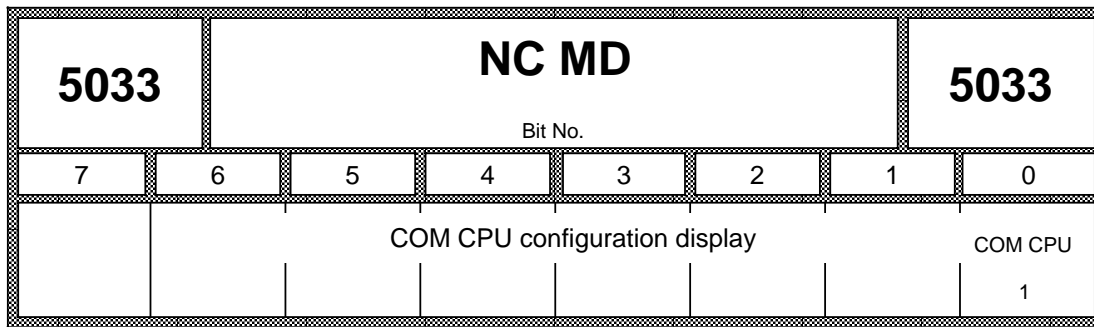 5033 NC MD 5033
Bit No.
7 6 5 4 3 2 1 0
COM CPU configuration display COM CPU
1